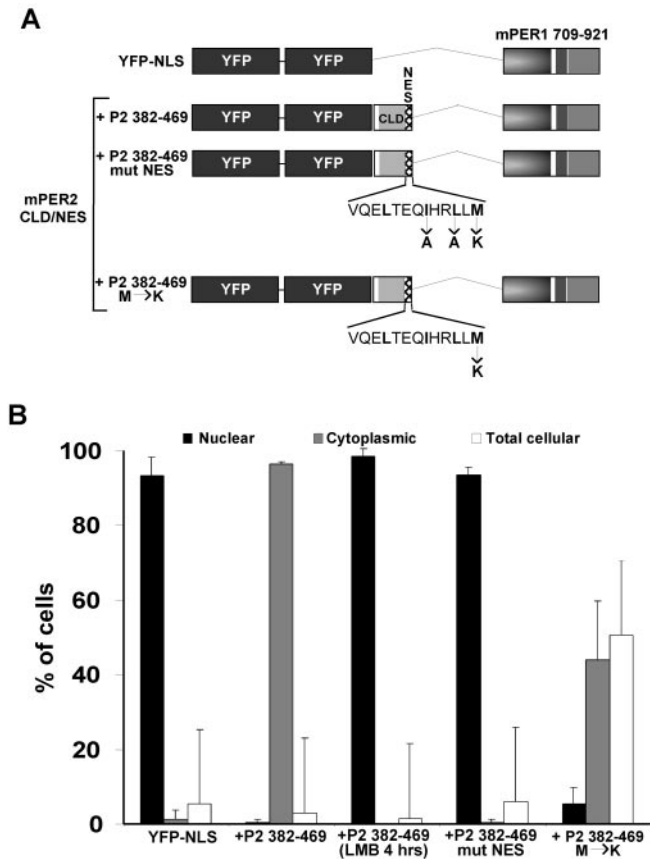 A
mPER1 709-921
YFP-NLS
YFP
YFP
NES
+ P2 382-469
YFP
YFP
CLD
+ P2 382-469
mut NES
YFP
YFP
mPER2
CLD/NES
VQELTEQIHRLLM
A
A
K
+ P2 382-469
M→K
YFP
YFP
VQELTEQIHRLLM
K
B
Nuclear
Cytoplasmic
Total cellular
% of cells
100
80
60
40
20
0
YFP-NLS
+P2 382-469
+P2 382-469
(LMB 4 hrs)
+P2 382-469
mut NES
+ P2 382-469
M→K